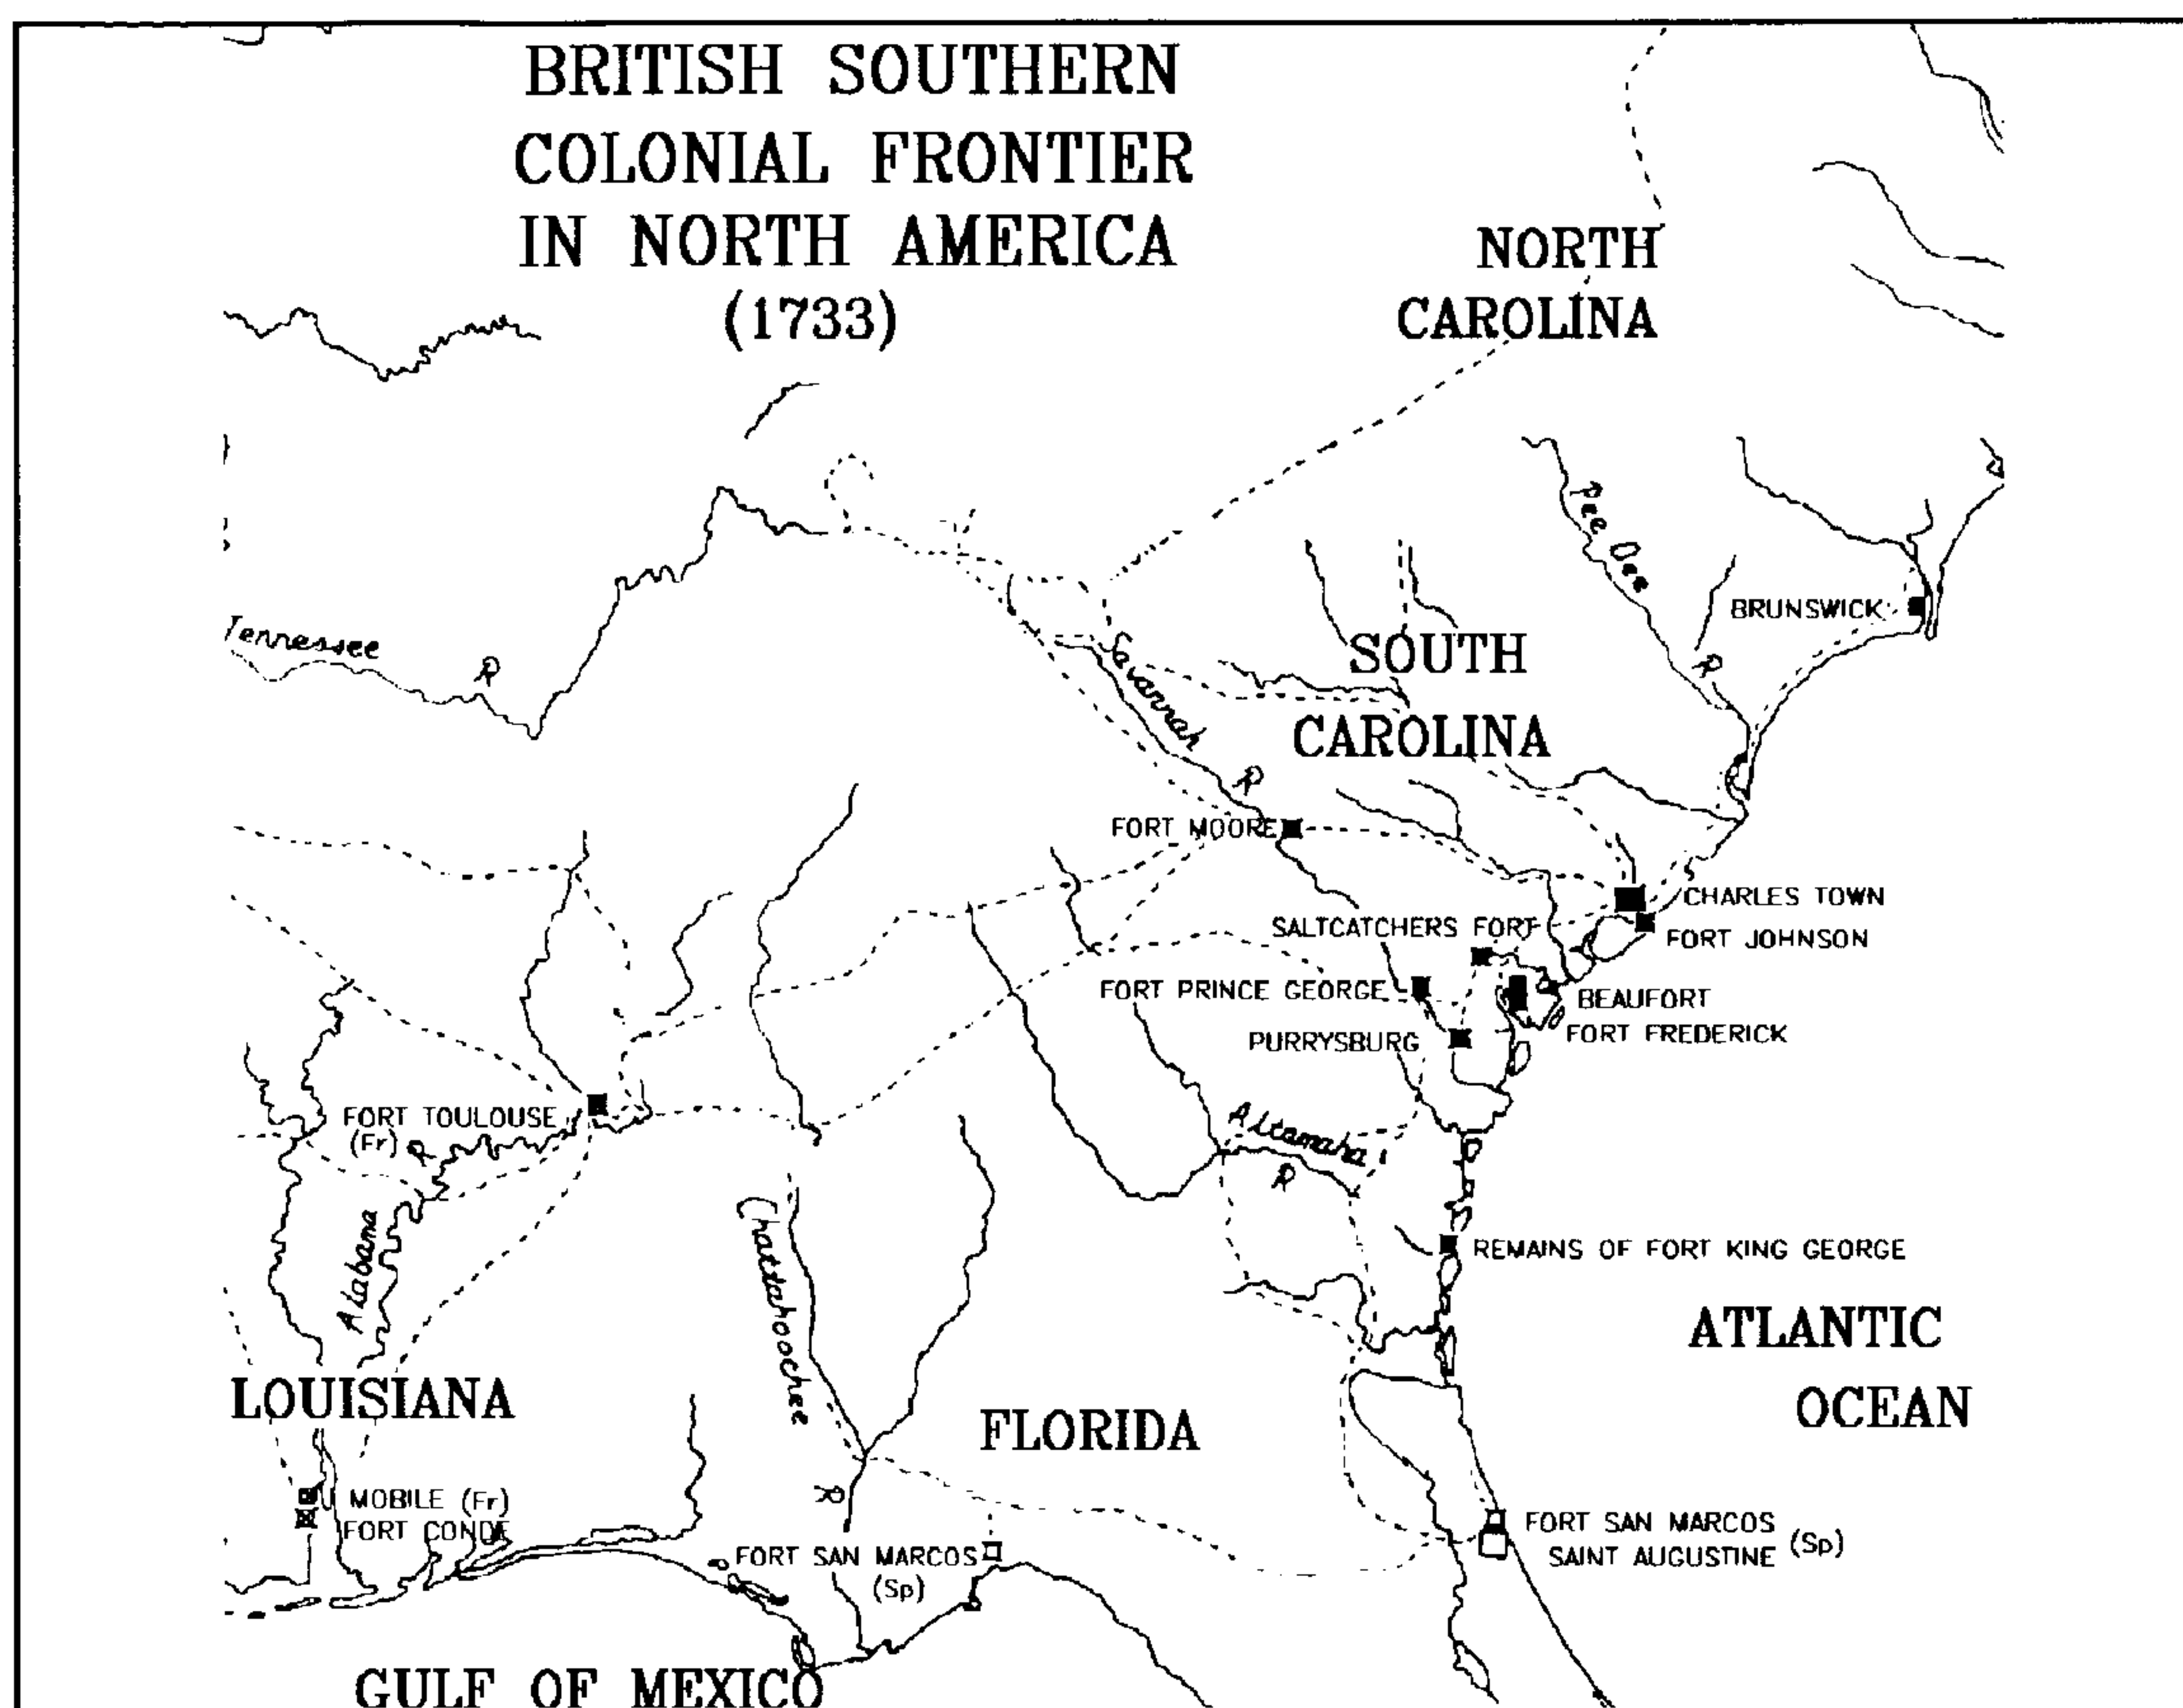 BRITISH SOUTHERN
COLONIAL FRONTIER
IN NORTH AMERICA
(1733)
NORTH
CAROLINA
Pee Dee
R
BRUNSWICK
Tennessee
R
SOUTH
CAROLINA
Savannah
R
FORT MOORE
CHARLES TOWN
SALTCATCHERS FORT
FORT JOHNSON
FORT PRINCE GEORGE
BEAUFORT
FORT FREDERICK
PURRYSBURG
FORT TOULOUSE
(Fr)
R
Alabama
Altamaha
R
Chattahoochee
R
REMAINS OF FORT KING GEORGE
ATLANTIC
OCEAN
LOUISIANA
FLORIDA
MOBILE (Fr)
FORT CONDE
FORT SAN MARCOS
(Sp)
FORT SAN MARCOS
SAINT AUGUSTINE (Sp)
GULF OF MEXICO